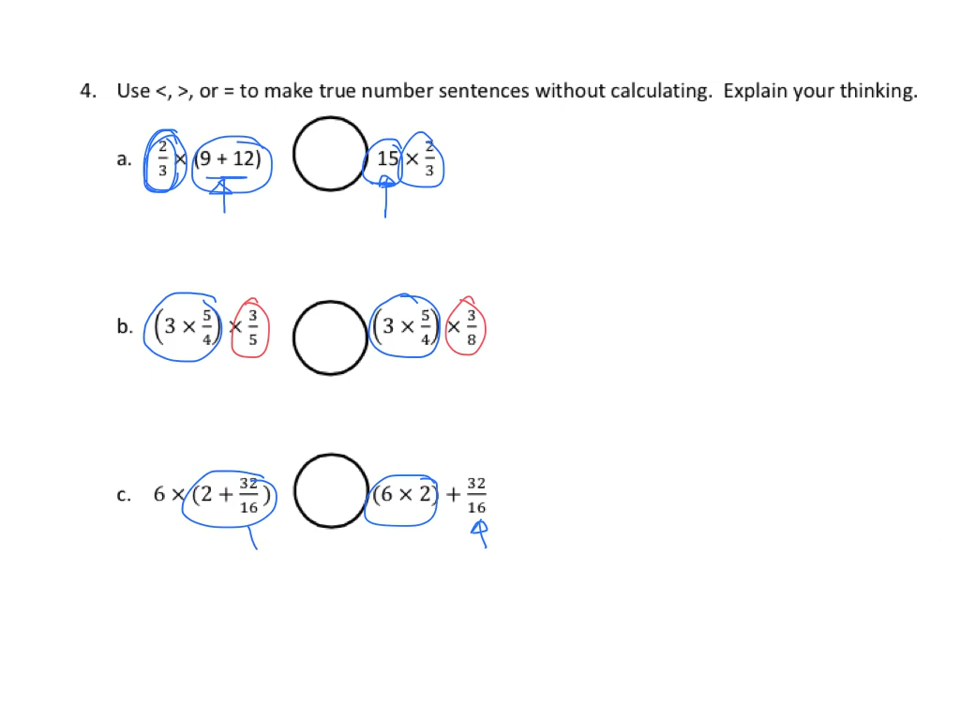 4. Use <, >, or = to make true number sentences without calculating. Explain your thinking.
a. 2/3 × (9 + 12) 15 × 2/3
b. (3 × 5/4) × 3/5 (3 × 5/4) × 3/8
c. 6 × (2 + 32/16) (6 × 2) + 32/16